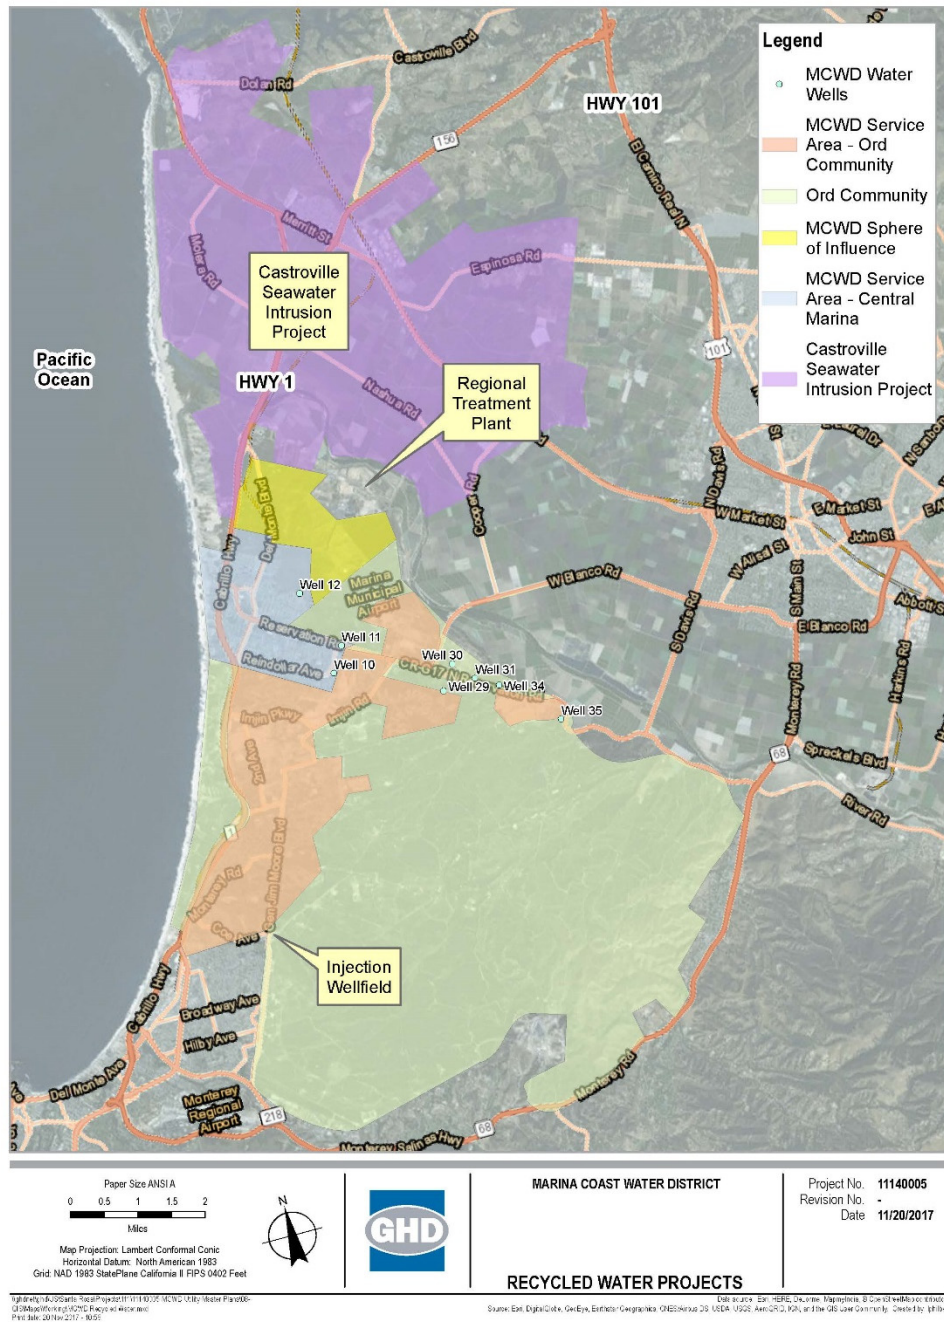 Legend
MCWD Water
Wells
MCWD Service
Area - Ord
Community
Ord Community
MCWD Sphere
of Influence
MCWD Service
Area - Central
Marina
Castroville
Seawater
Intrusion Project
Castroville Blvd
Dolan Rd
HWY 101
156
El Camino Real N
Merritt St
Molera Rd
Espinosa Rd
Castroville
Seawater
Intrusion
Project
Pacific
Ocean
HWY 1
101
Nashua Rd
Regional
Treatment
Plant
E Laurel Dr
N Davis Rd
Cooper Rd
W Market St
E Market St
John St
Del Monte Blvd
W Alisal St
Cabrillo Hwy
Well 12
Marina
Municipal
Airport
W Blanco Rd
S Main St
Abbott S
E Blanco Rd
Reservation R
Well 11
S Davis Rd
Harkins Rd
Reindollar Ave
Well 10
Well 30
Well 31
Well 29
Well 34
Well 35
Imjin Pkwy
Imjin Rd
2nd Ave
Monterey Rd
68
Spreckels Blvd
River Rd
1
Gen Jim Moore Blvd
Monterey Rd
Coe Ave
Injection
Wellfield
Cabrillo Hwy
Broadway Ave
Hilby Ave
Del Monte Ave
Monterey
Regional
Airport
218
Monterey Rd
68
Monterey Salinas Hwy
Paper Size ANSI A
0 0.5 1 1.5 2
Miles
Map Projection: Lambert Conformal Conic
Horizontal Datum: North American 1983
Grid: NAD 1983 StatePlane California II FIPS 0402 Feet
N
GHD
MARINA COAST WATER DISTRICT
RECYCLED WATER PROJECTS
Project No. 11140005
Revision No. -
Date 11/20/2017